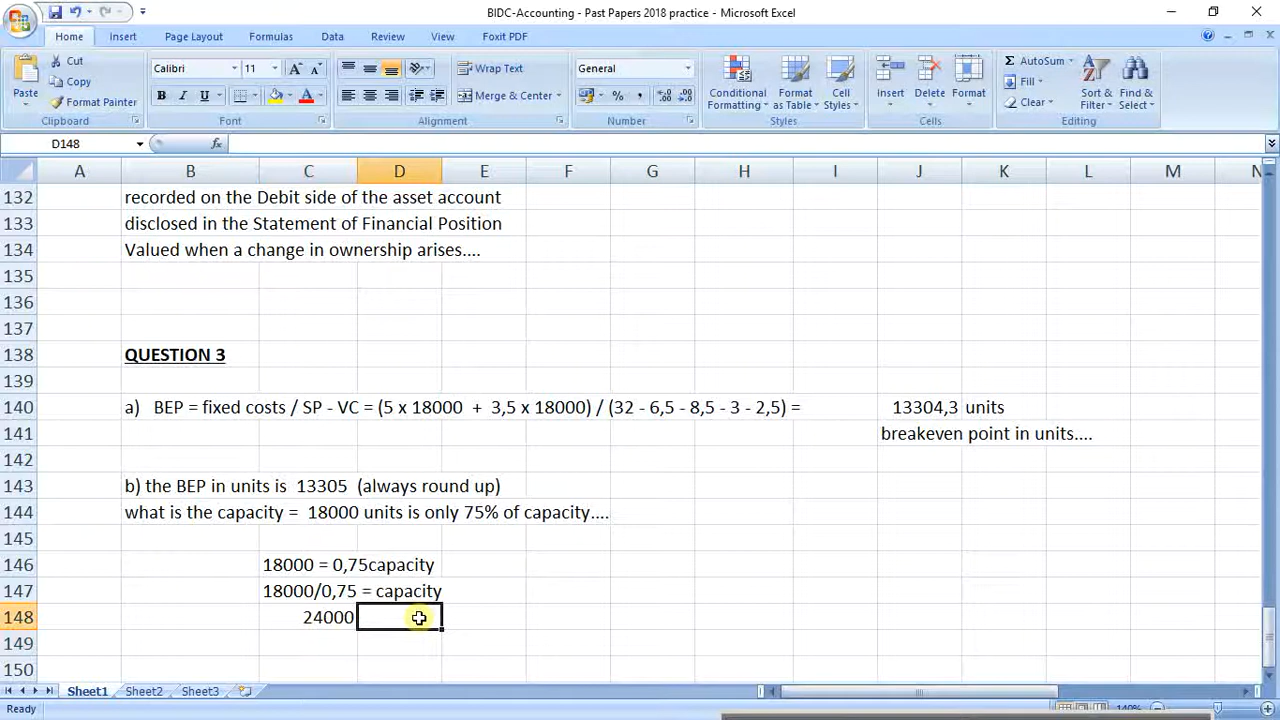 BIDC-Accounting - Past Papers 2018 practice - Microsoft Excel
Home Insert Page Layout Formulas Data Review View Foxit PDF
Paste Cut Copy Format Painter Clipboard
Calibri 11 B I U A A A Font
Wrap Text Merge & Center Alignment
General % , .0 .00 Number
Conditional Formatting Format as Table Cell Styles Styles
Insert Delete Format Cells
Σ AutoSum Fill Clear Sort & Filter Find & Select Editing
D148 fx
A B C D E F G H I J K L M N
132 recorded on the Debit side of the asset account
133 disclosed in the Statement of Financial Position
134 Valued when a change in ownership arises....
135
136
137
138 QUESTION 3
139
140 a) BEP = fixed costs / SP - VC = (5 x 18000 + 3,5 x 18000) / (32 - 6,5 - 8,5 - 3 - 2,5) = 13304,3 units
141 breakeven point in units....
142
143 b) the BEP in units is 13305 (always round up)
144 what is the capacity = 18000 units is only 75% of capacity....
145
146 18000 = 0,75capacity
147 18000/0,75 = capacity
148 24000
149
150
Sheet1 Sheet2 Sheet3
Ready 140%